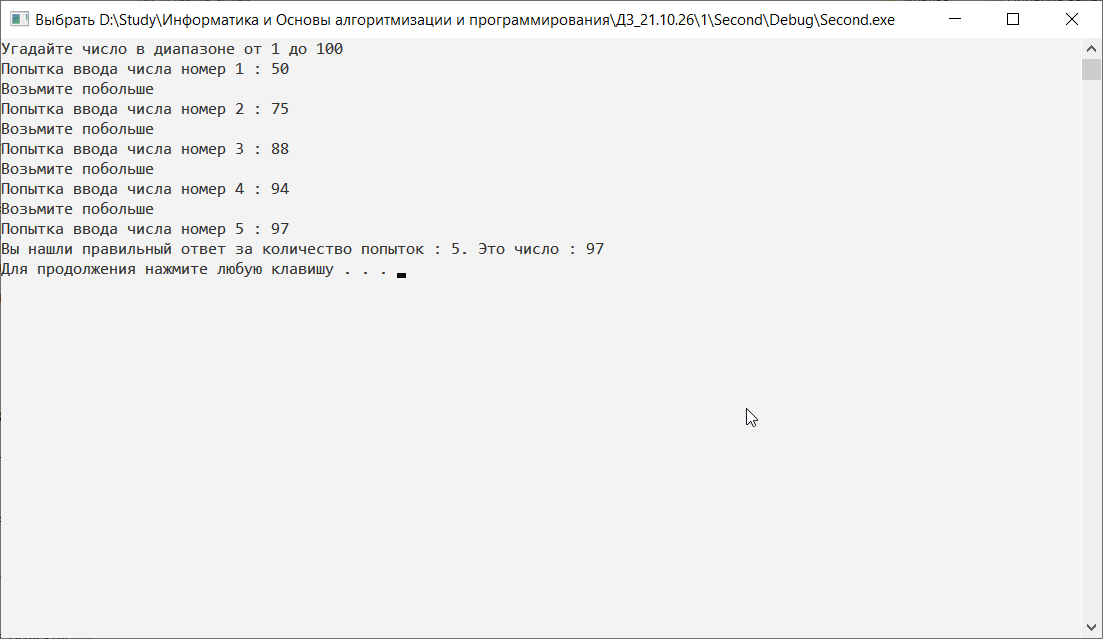 Выбрать D:\Study\Информатика и Основы алгоритмизации и программирования\ДЗ_21.10.26\1\Second\Debug\Second.exe
Угадайте число в диапазоне от 1 до 100
Попытка ввода числа номер 1 : 50
Возьмите побольше
Попытка ввода числа номер 2 : 75
Возьмите побольше
Попытка ввода числа номер 3 : 88
Возьмите побольше
Попытка ввода числа номер 4 : 94
Возьмите побольше
Попытка ввода числа номер 5 : 97
Вы нашли правильный ответ за количество попыток : 5. Это число : 97
Для продолжения нажмите любую клавишу . . .